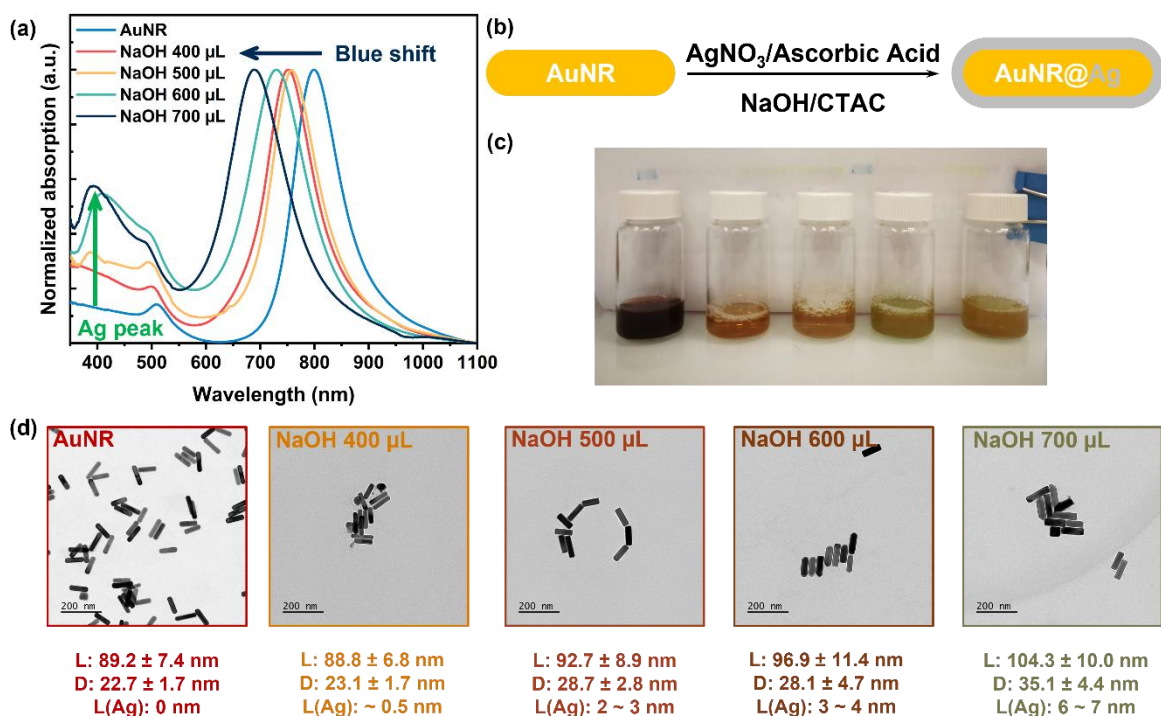 (a)
AuNR
NaOH 400 µL
NaOH 500 µL
NaOH 600 µL
NaOH 700 µL
Blue shift
Ag peak
Normalized absorption (a.u.)
400 500 600 700 800 900 1000 1100
Wavelength (nm)
(b)
AuNR
AgNO₃/Ascorbic Acid
NaOH/CTAC
AuNR@Ag
(c)
(d)
AuNR
200 nm
L: 89.2 ± 7.4 nm
D: 22.7 ± 1.7 nm
L(Ag): 0 nm
NaOH 400 µL
200 nm
L: 88.8 ± 6.8 nm
D: 23.1 ± 1.7 nm
L(Ag): ~ 0.5 nm
NaOH 500 µL
200 nm
L: 92.7 ± 8.9 nm
D: 28.7 ± 2.8 nm
L(Ag): 2 ~ 3 nm
NaOH 600 µL
200 nm
L: 96.9 ± 11.4 nm
D: 28.1 ± 4.7 nm
L(Ag): 3 ~ 4 nm
NaOH 700 µL
200 nm
L: 104.3 ± 10.0 nm
D: 35.1 ± 4.4 nm
L(Ag): 6 ~ 7 nm